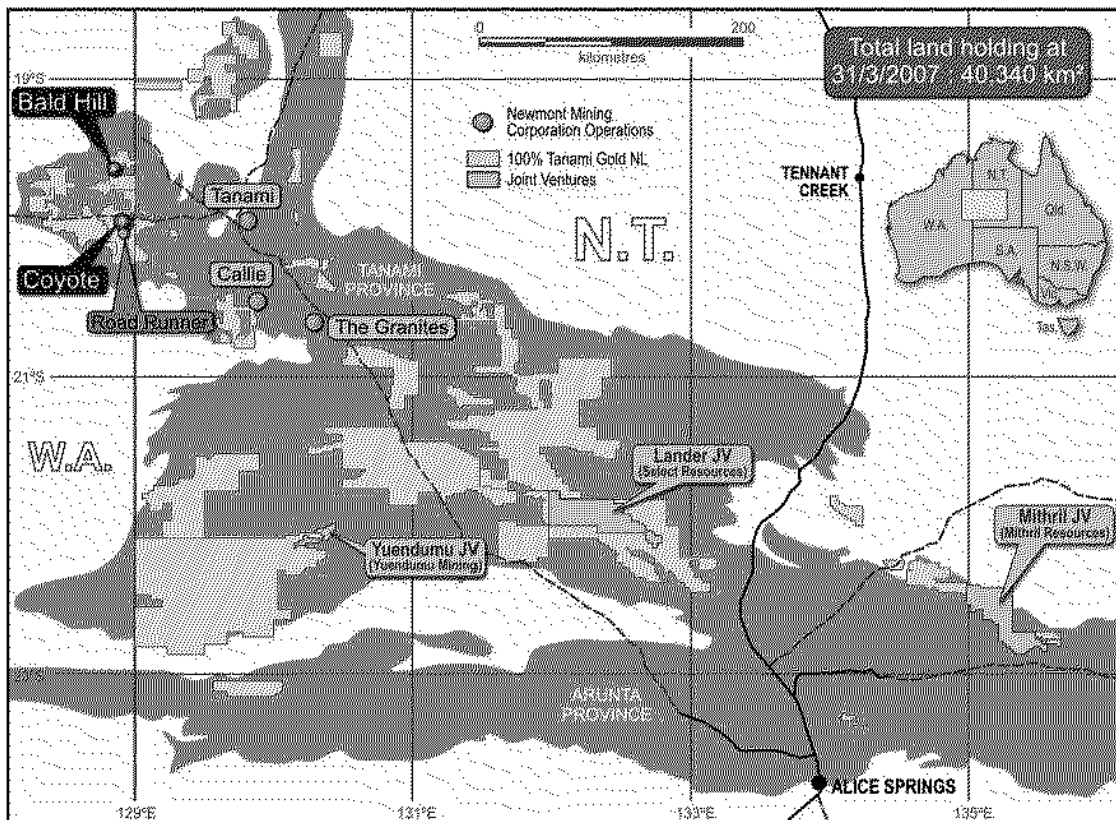 0 200
kilometres
Total land holding at
31/3/2007 : 40 340 km²
19°S
Bald Hill
Newmont Mining
Corporation Operations
100% Tanami Gold NL
Joint Ventures
TENNANT
CREEK
N.T.
W.A.
Qld.
S.A.
N.S.W.
Vic
Tas
Tanami
N.T.
Coyote
Callie
TANAMI
PROVINCE
Road Runner
The Granites
21°S
W.A.
Lander JV
(Select Resources)
Mithril JV
(Mithril Resources)
Yuendumu JV
(Yuendumu Mining)
23°S
ARUNTA
PROVINCE
ALICE SPRINGS
129°E 131°E 133°E 135°E